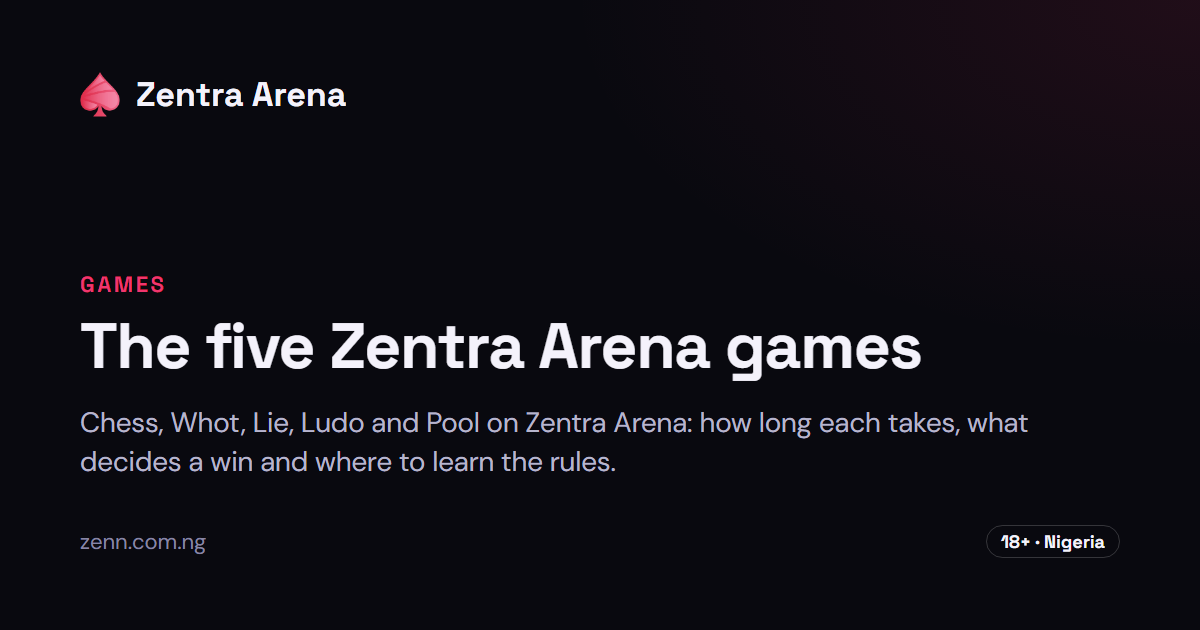 Zentra Arena
GAMES
The five Zentra Arena games
Chess, Whot, Lie, Ludo and Pool on Zentra Arena: how long each takes, what
decides a win and where to learn the rules.
zenn.com.ng
18+ · Nigeria